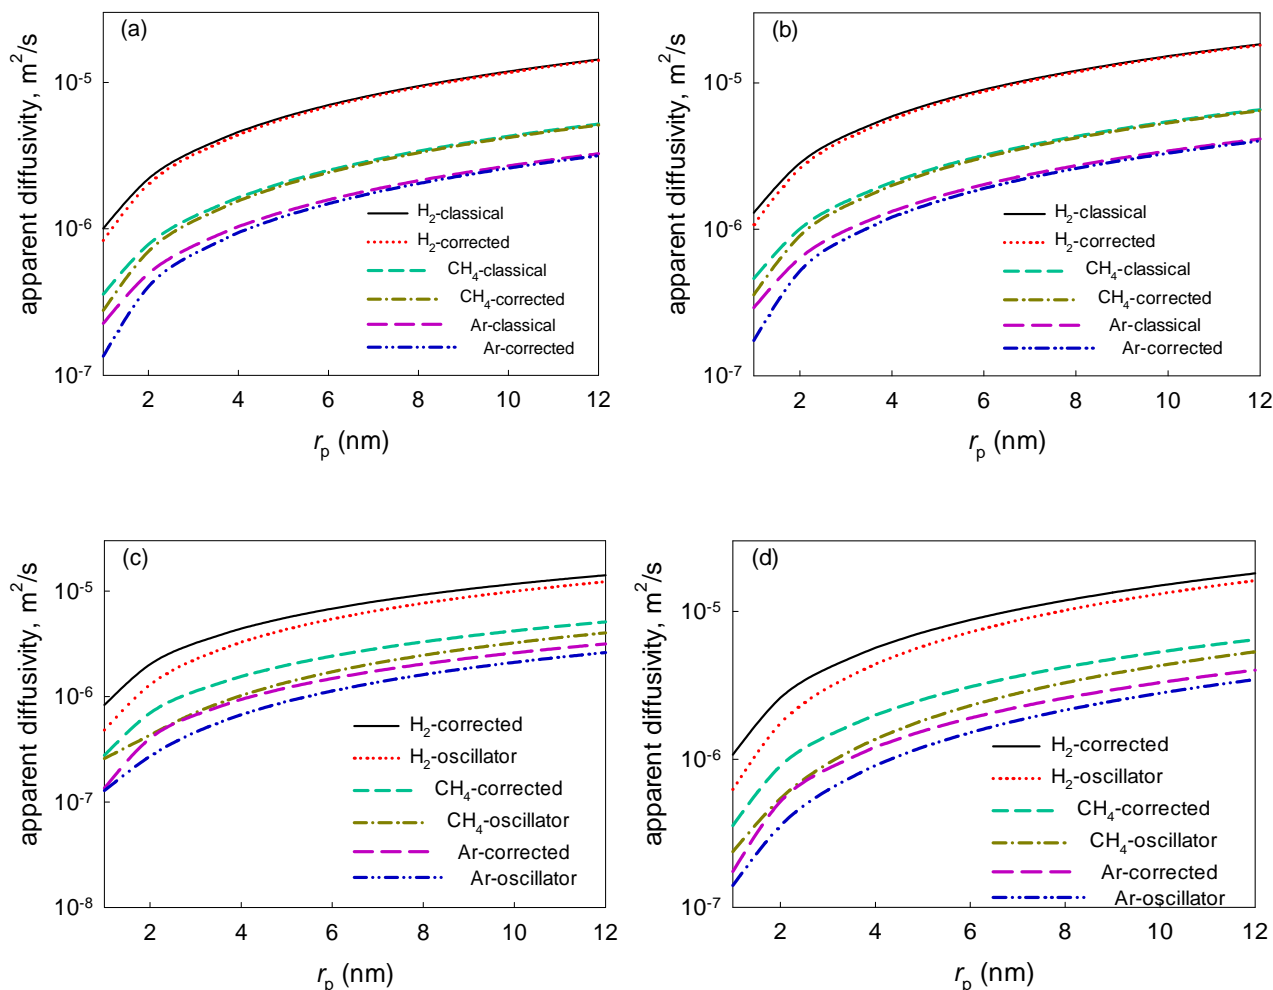 (a)
apparent diffusivity, m²/s
10⁻⁵
10⁻⁶
10⁻⁷
H₂-classical
H₂-corrected
CH₄-classical
CH₄-corrected
Ar-classical
Ar-corrected
2 4 6 8 10 12
rₚ (nm)
(b)
apparent diffusivity, m²/s
10⁻⁵
10⁻⁶
10⁻⁷
H₂-classical
H₂-corrected
CH₄-classical
CH₄-corrected
Ar-classical
Ar-corrected
2 4 6 8 10 12
rₚ (nm)
(c)
apparent diffusivity, m²/s
10⁻⁵
10⁻⁶
10⁻⁷
10⁻⁸
H₂-corrected
H₂-oscillator
CH₄-corrected
CH₄-oscillator
Ar-corrected
Ar-oscillator
2 4 6 8 10 12
rₚ (nm)
(d)
apparent diffusivity, m²/s
10⁻⁵
10⁻⁶
10⁻⁷
H₂-corrected
H₂-oscillator
CH₄-corrected
CH₄-oscillator
Ar-corrected
Ar-oscillator
2 4 6 8 10 12
rₚ (nm)